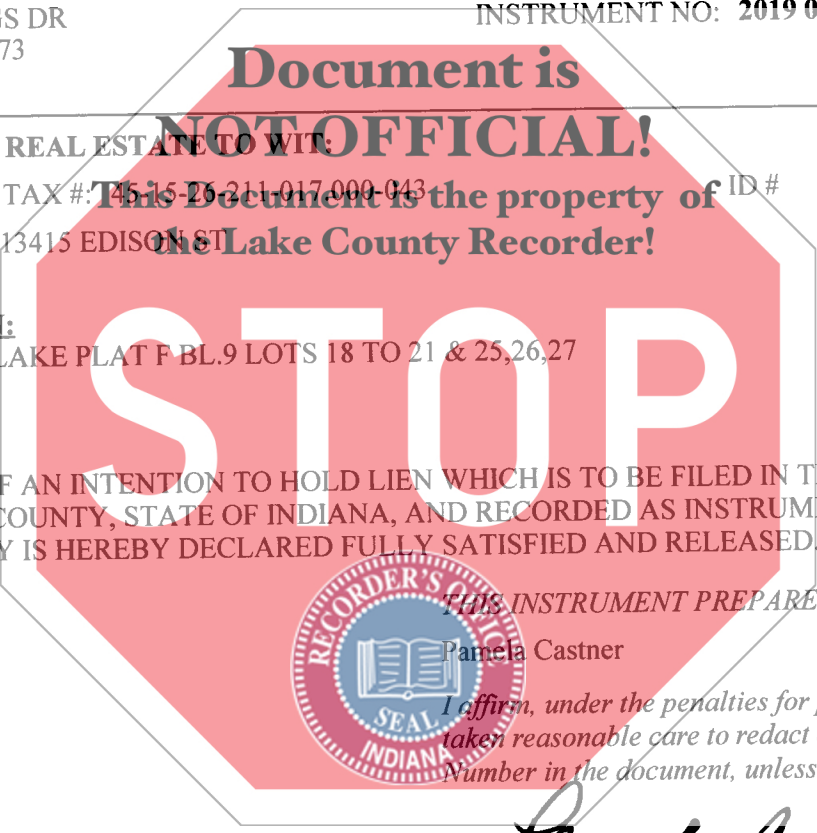 GS DR
INSTRUMENT NO: 2019 0
73
Document is
NOT OFFICIAL!
REAL ESTATE TO WIT:
TAX #: 45-15-26-211-017.000-043 ID #
This Document is the property of
13415 EDISON ST
the Lake County Recorder!
LAKE PLAT F BL.9 LOTS 18 TO 21 & 25,26,27
STOP
F AN INTENTION TO HOLD LIEN WHICH IS TO BE FILED IN T
COUNTY, STATE OF INDIANA, AND RECORDED AS INSTRUM
Y IS HEREBY DECLARED FULLY SATISFIED AND RELEASED.
THIS INSTRUMENT PREPARE
Pamela Castner
I affirm, under the penalties for
taken reasonable care to redact
Number in the document, unless
RECORDER'S OFFICE
SEAL
INDIANA